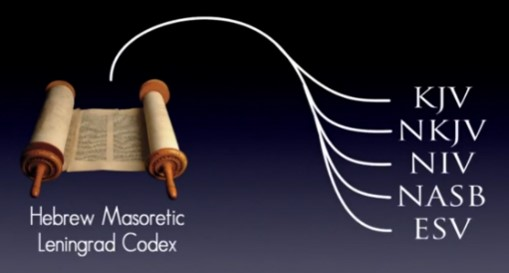 KJV
NKJV
NIV
NASB
ESV
Hebrew Masoretic
Leningrad Codex